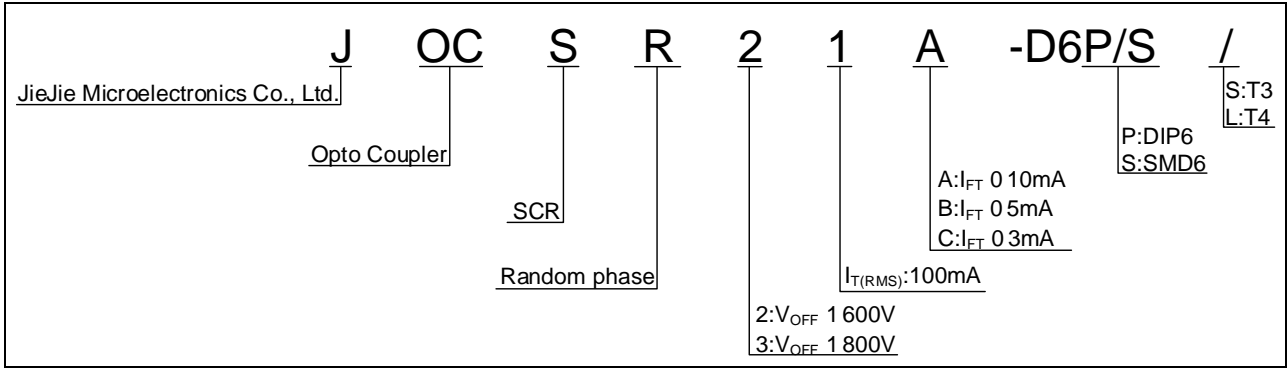 J OC S R 2 1 A -D6P/S /
JieJie Microelectronics Co., Ltd.
S:T3
L:T4
Opto Coupler
P:DIP6
S:SMD6
A:IFT 0 10mA
B:IFT 0 5mA
C:IFT 0 3mA
SCR
Random phase
IT(RMS):100mA
2:VOFF 1 600V
3:VOFF 1 800V